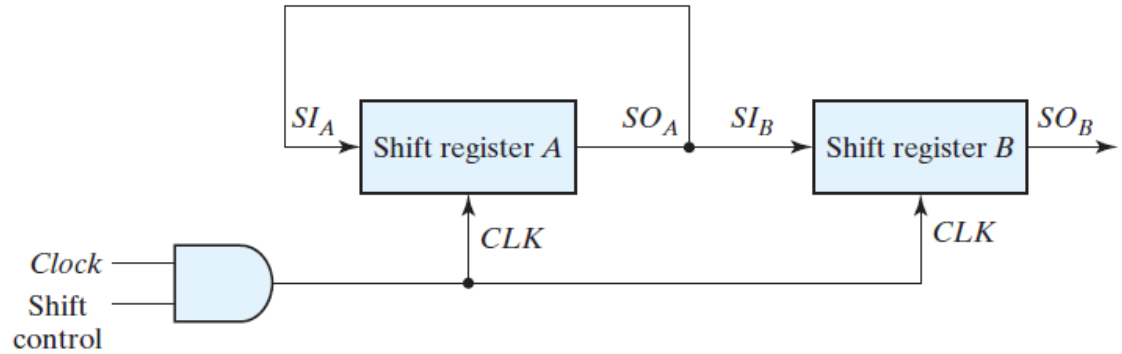 SI_A
Shift register A
SO_A
SI_B
Shift register B
SO_B
CLK
CLK
Clock
Shift
control